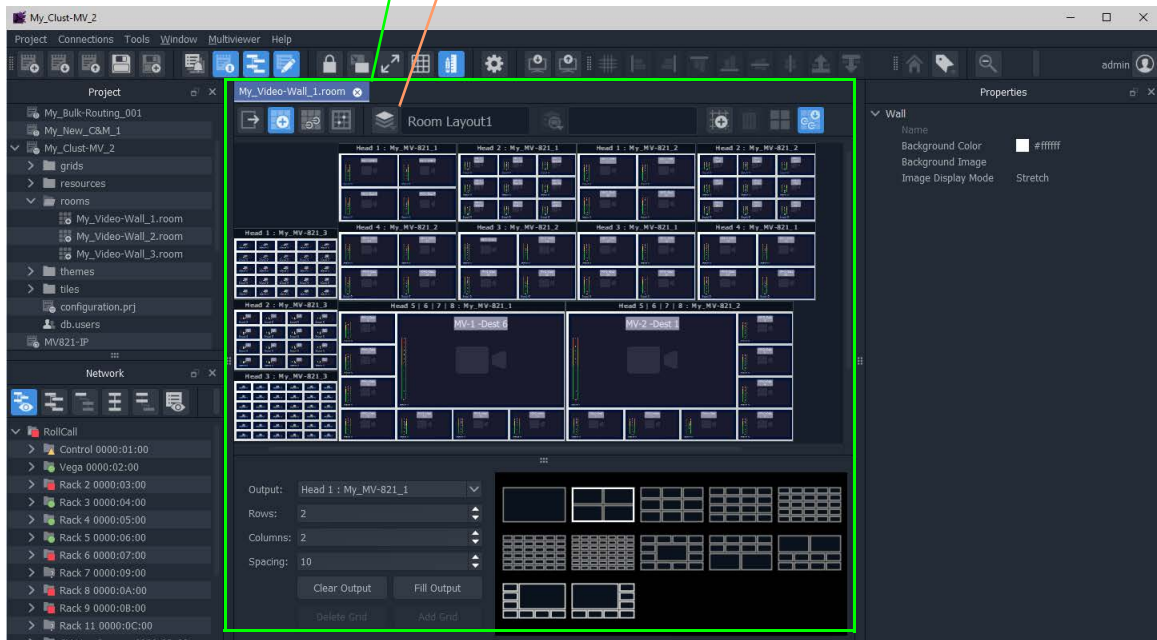 My_Clust-MV_2
Project Connections Tools Window Multiviewer Help
admin
Project
My_Bulk-Routing_001
My_New_C&M_1
My_Clust-MV_2
grids
resources
rooms
My_Video-Wall_1.room
My_Video-Wall_2.room
My_Video-Wall_3.room
themes
tiles
configuration.prj
db.users
MV821-IP
Network
RollCall
Control 0000:01:00
Vega 0000:02:00
Rack 2 0000:03:00
Rack 3 0000:04:00
Rack 4 0000:05:00
Rack 5 0000:06:00
Rack 6 0000:07:00
Rack 7 0000:09:00
Rack 8 0000:0A:00
Rack 9 0000:0B:00
Rack 11 0000:0C:00
My_Video-Wall_1.room
Room Layout1
Head 1 : My_MV-821_1
Head 2 : My_MV-821_1
Head 1 : My_MV-821_2
Head 2 : My_MV-821_2
Head 4 : My_MV-821_2
Head 3 : My_MV-821_2
Head 3 : My_MV-821_1
Head 4 : My_MV-821_1
Head 1 : My_MV-821_3
Head 2 : My_MV-821_3
Head 5 | 6 | 7 | 8 : My_MV-821_1
Head 5 | 6 | 7 | 8 : My_MV-821_2
MV-1 -Dest 6
MV-2 -Dest 1
Head 3 : My_MV-821_3
Output: Head 1 : My_MV-821_1
Rows: 2
Columns: 2
Spacing: 10
Clear Output Fill Output
Delete Grid Add Grid
Properties
Wall
Name
Background Color #ffffff
Background Image
Image Display Mode Stretch